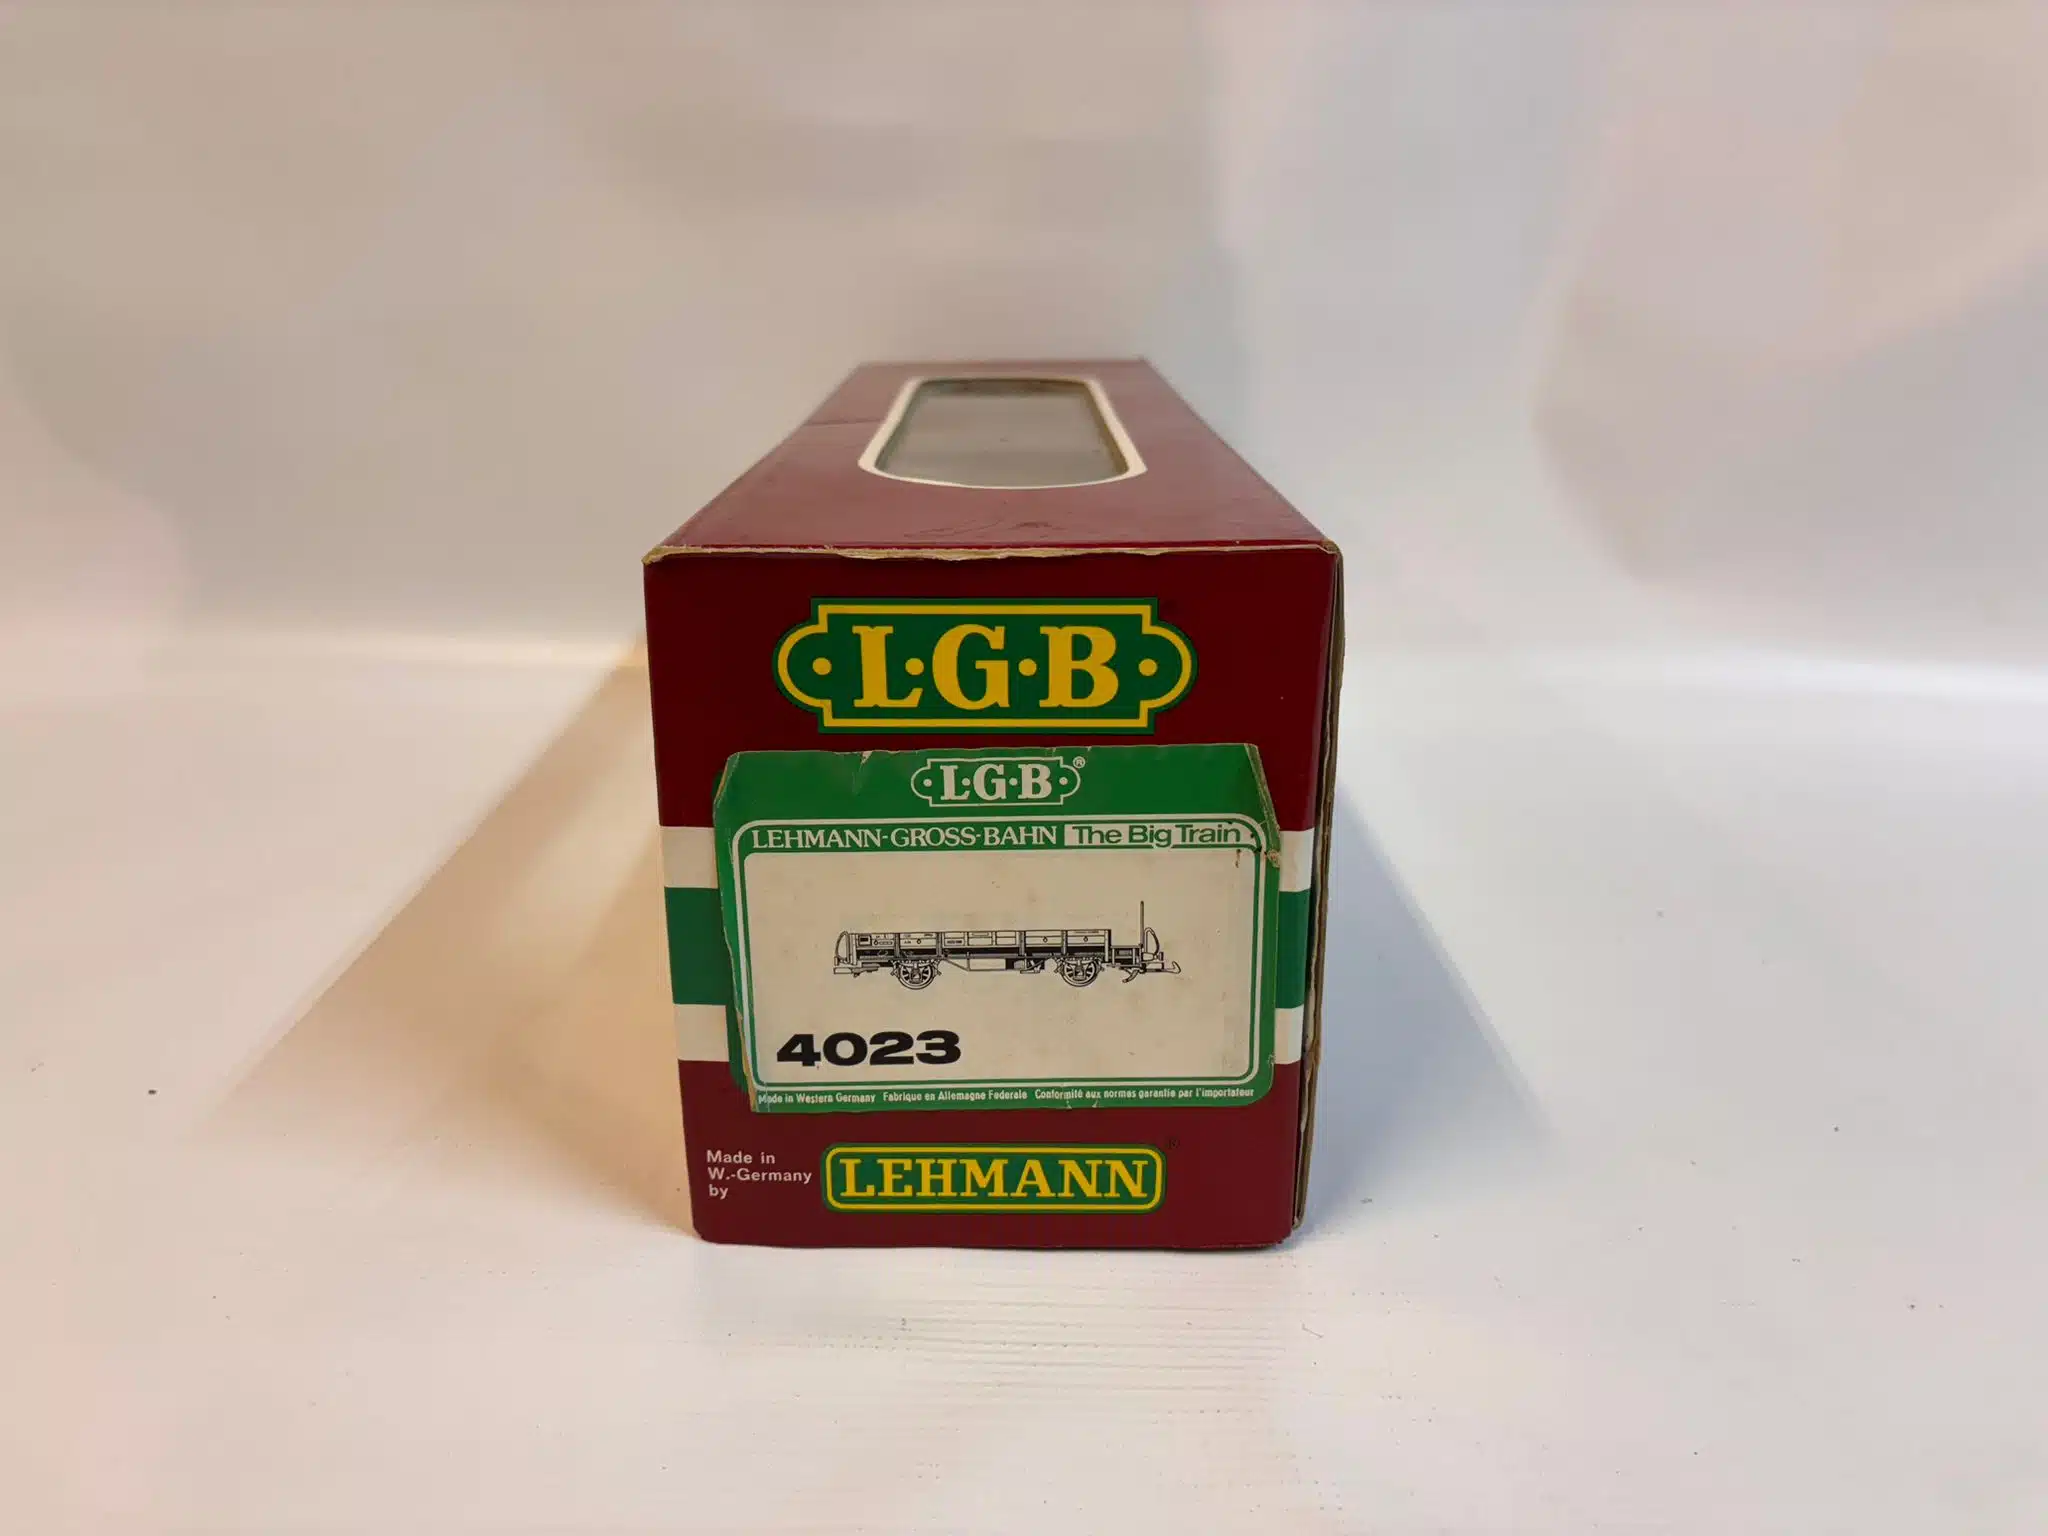 L·G·B
L·G·B®
LEHMANN-GROSS-BAHN The Big Train
4023
Made in Western Germany Fabriqué en Allemagne Federale Conformité aux normes garantie par l'importateur
Made in
W.-Germany
by
LEHMANN